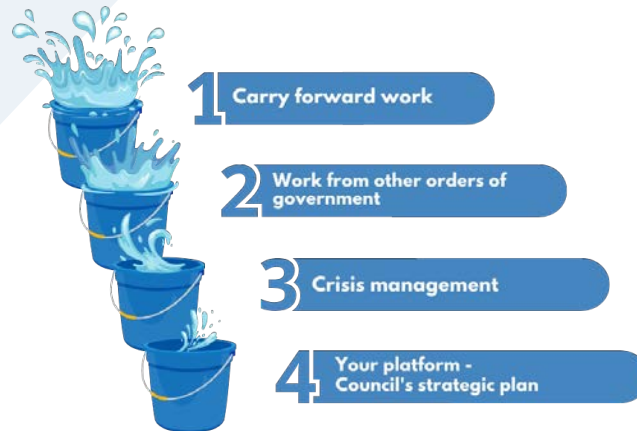 1 Carry forward work
2 Work from other orders of
government
3 Crisis management
4 Your platform -
Council's strategic plan